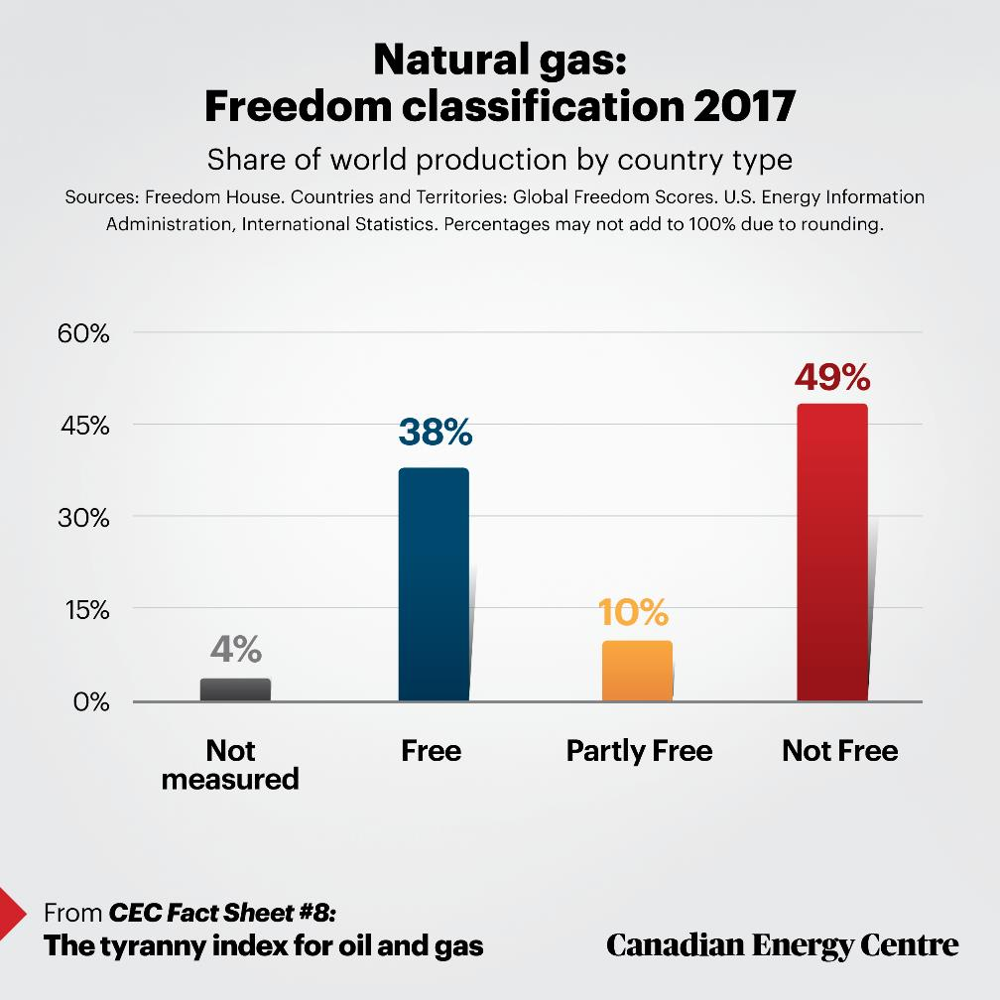 Natural gas:
Freedom classification 2017
Share of world production by country type
Sources: Freedom House. Countries and Territories: Global Freedom Scores. U.S. Energy Information
Administration, International Statistics. Percentages may not add to 100% due to rounding.
60%
45%
30%
15%
0%
4%
38%
10%
49%
Not
measured
Free
Partly Free
Not Free
From CEC Fact Sheet #8:
The tyranny index for oil and gas
Canadian Energy Centre